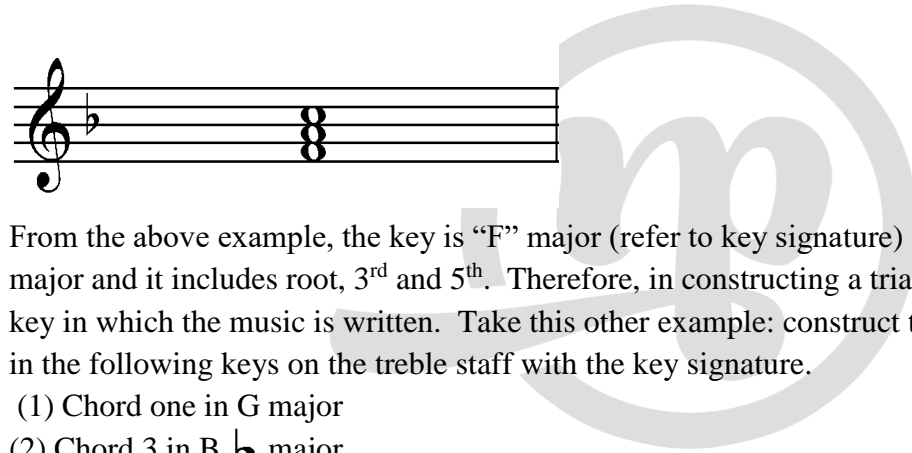 From the above example, the key is “F” major (refer to key signature)
major and it includes root, 3rd and 5th. Therefore, in constructing a tria
key in which the music is written. Take this other example: construct t
in the following keys on the treble staff with the key signature.
(1) Chord one in G major
(2) Chord 3 in B ♭ major